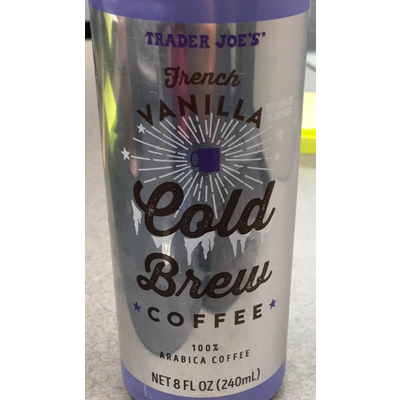 TRADER JOE'S®
French
VANILLA
Cold
Brew
COFFEE
100%
ARABICA COFFEE
NET 8 FL OZ (240mL)